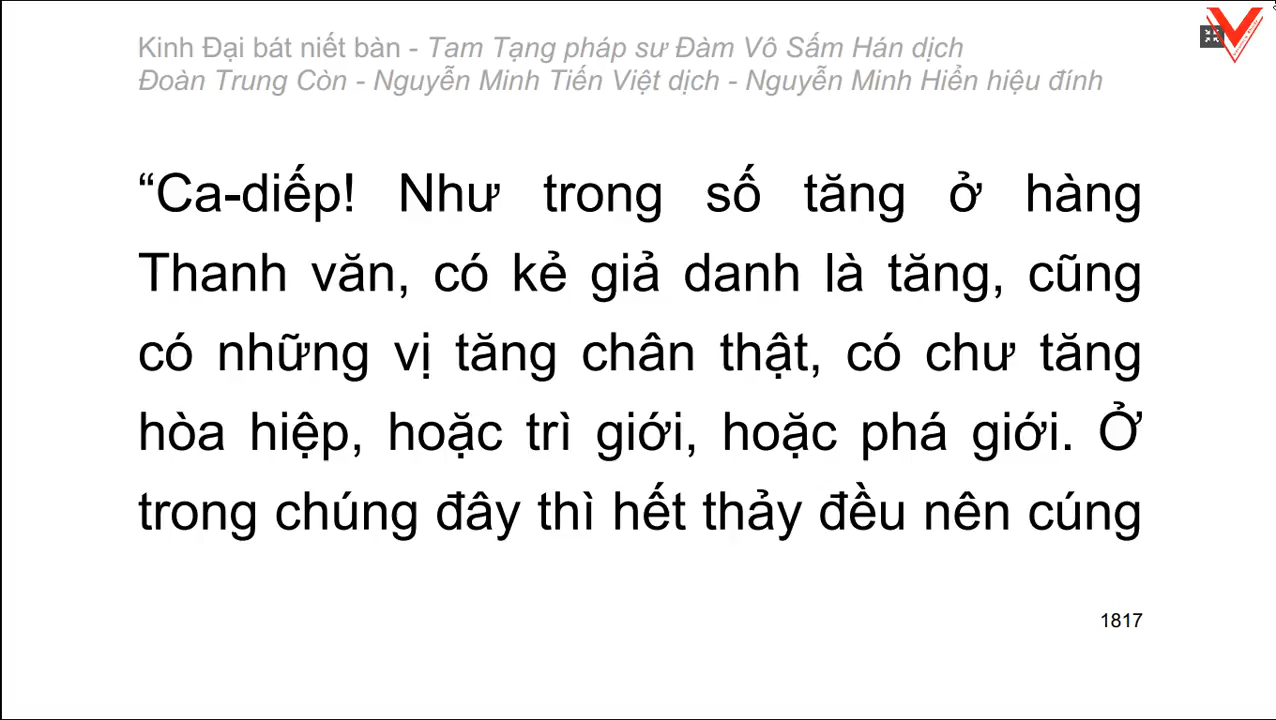 Kinh Đại bát niết bàn - Tam Tạng pháp sư Đàm Vô Sấm Hán dịch
Đoàn Trung Còn - Nguyễn Minh Tiến Việt dịch - Nguyễn Minh Hiển hiệu đính
“Ca-diếp! Như trong số tăng ở hàng
Thanh văn, có kẻ giả danh là tăng, cũng
có những vị tăng chân thật, có chư tăng
hòa hiệp, hoặc trì giới, hoặc phá giới. Ở
trong chúng đây thì hết thảy đều nên cúng
1817